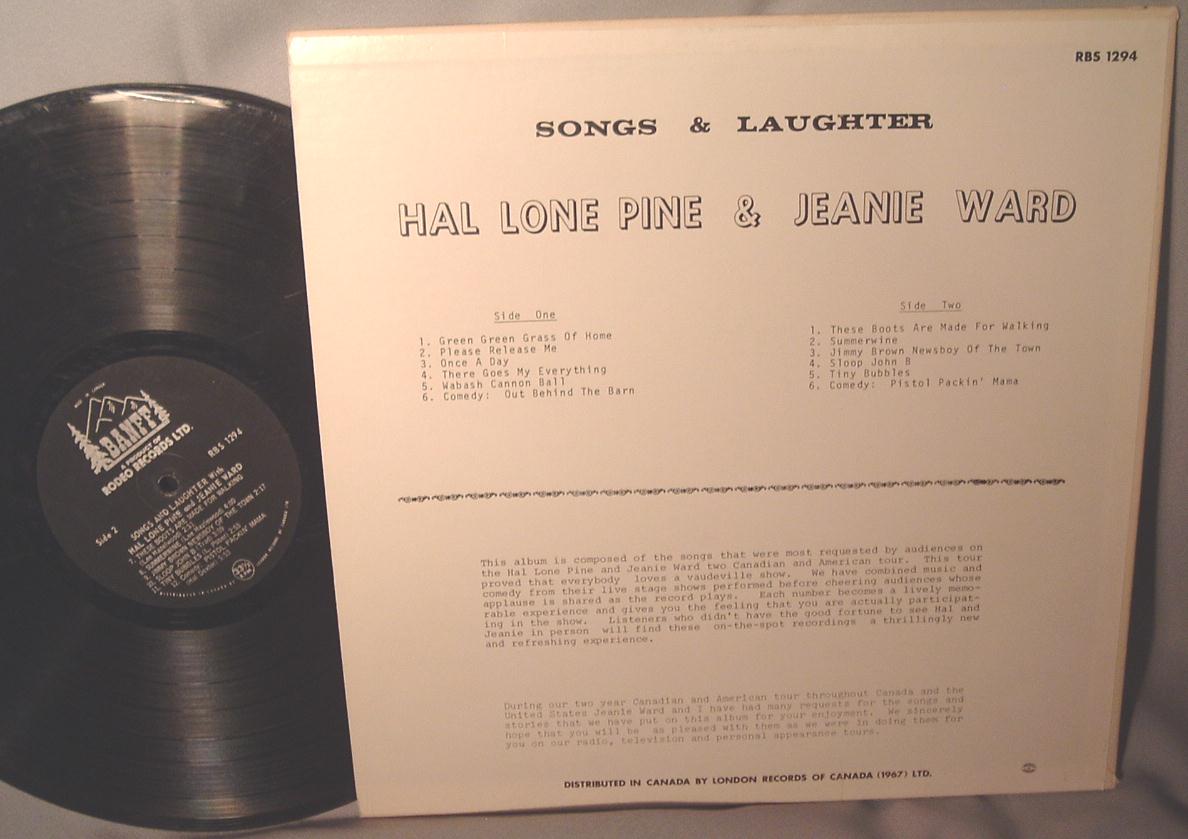 RBS 1294
SONGS & LAUGHTER
HAL LONE PINE & JEANIE WARD
Side One
1. Green Green Grass Of Home
2. Please Release Me
3. Once A Day
4. There Goes My Everything
5. Wabash Cannon Ball
6. Comedy: Out Behind The Barn
Side Two
1. These Boots Are Made For Walking
2. Summerwine
3. Jimmy Brown Newsboy Of The Town
4. Sloop John B
5. Tiny Bubbles
6. Comedy: Pistol Packin' Mama
This album is composed of the songs that were most requested by audiences on
the Hal Lone Pine and Jeanie Ward two Canadian and American tour. This tour
proved that everybody loves a vaudeville show. We have combined music and
comedy from their live stage shows performed before cheering audiences whose
applause is shared as the record plays. Each number becomes a lively memo-
rable experience and gives you the feeling that you are actually participat-
ing in the show. Listeners who didn't have the good fortune to see Hal and
Jeanie in person will find these on-the-spot recordings a thrillingly new
and refreshing experience.
During our two year Canadian and American tour throughout Canada and the
United States Jeanie Ward and I have had many requests for the songs and
stories that we have put on this album for your enjoyment. We sincerely
hope that you will be as pleased with them as we were in doing them for
you on our radio, television and personal appearance tours.
DISTRIBUTED IN CANADA BY LONDON RECORDS OF CANADA (1967) LTD.
BANFF
A PRODUCT OF
RODEO RECORDS LTD.
RBS 1294
Side 2
SONGS AND LAUGHTER With
HAL LONE PINE and JEANIE WARD
THESE BOOTS ARE MADE FOR WALKING